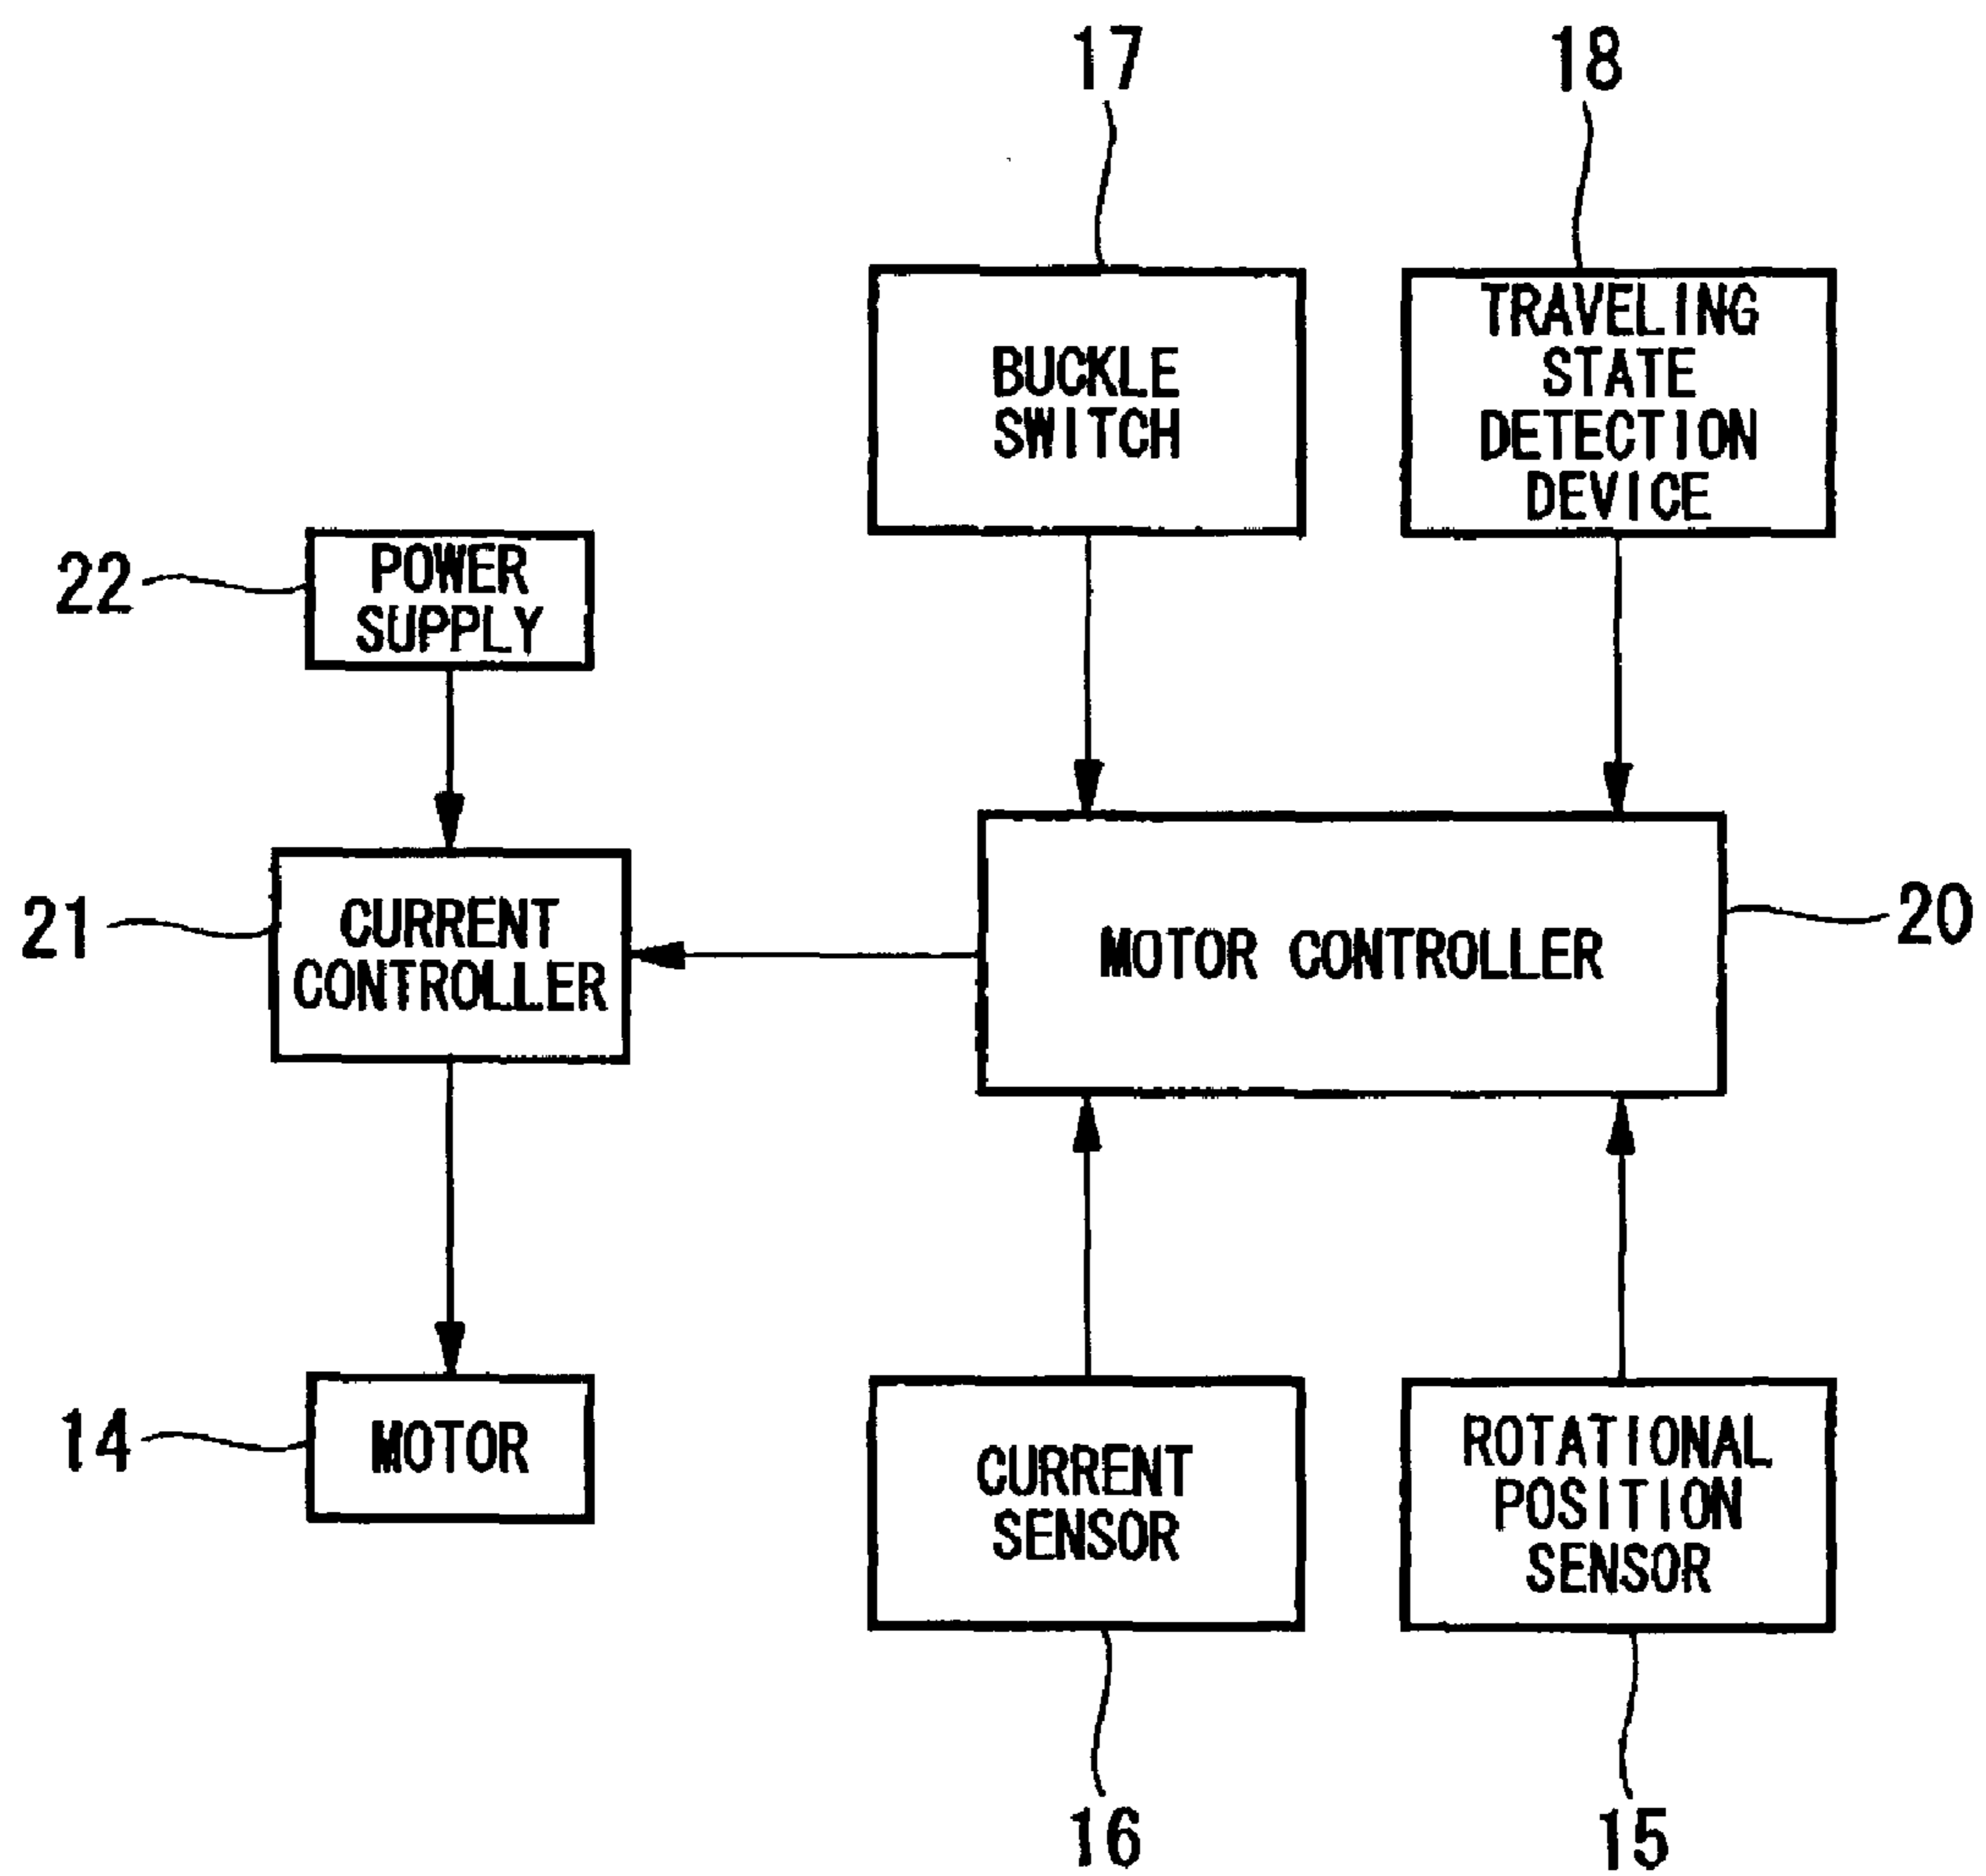 17
18
BUCKLE
SWITCH
TRAVELING
STATE
DETECTION
DEVICE
22
POWER
SUPPLY
21
CURRENT
CONTROLLER
MOTOR CONTROLLER
20
14
MOTOR
CURRENT
SENSOR
ROTATIONAL
POSITION
SENSOR
16
15